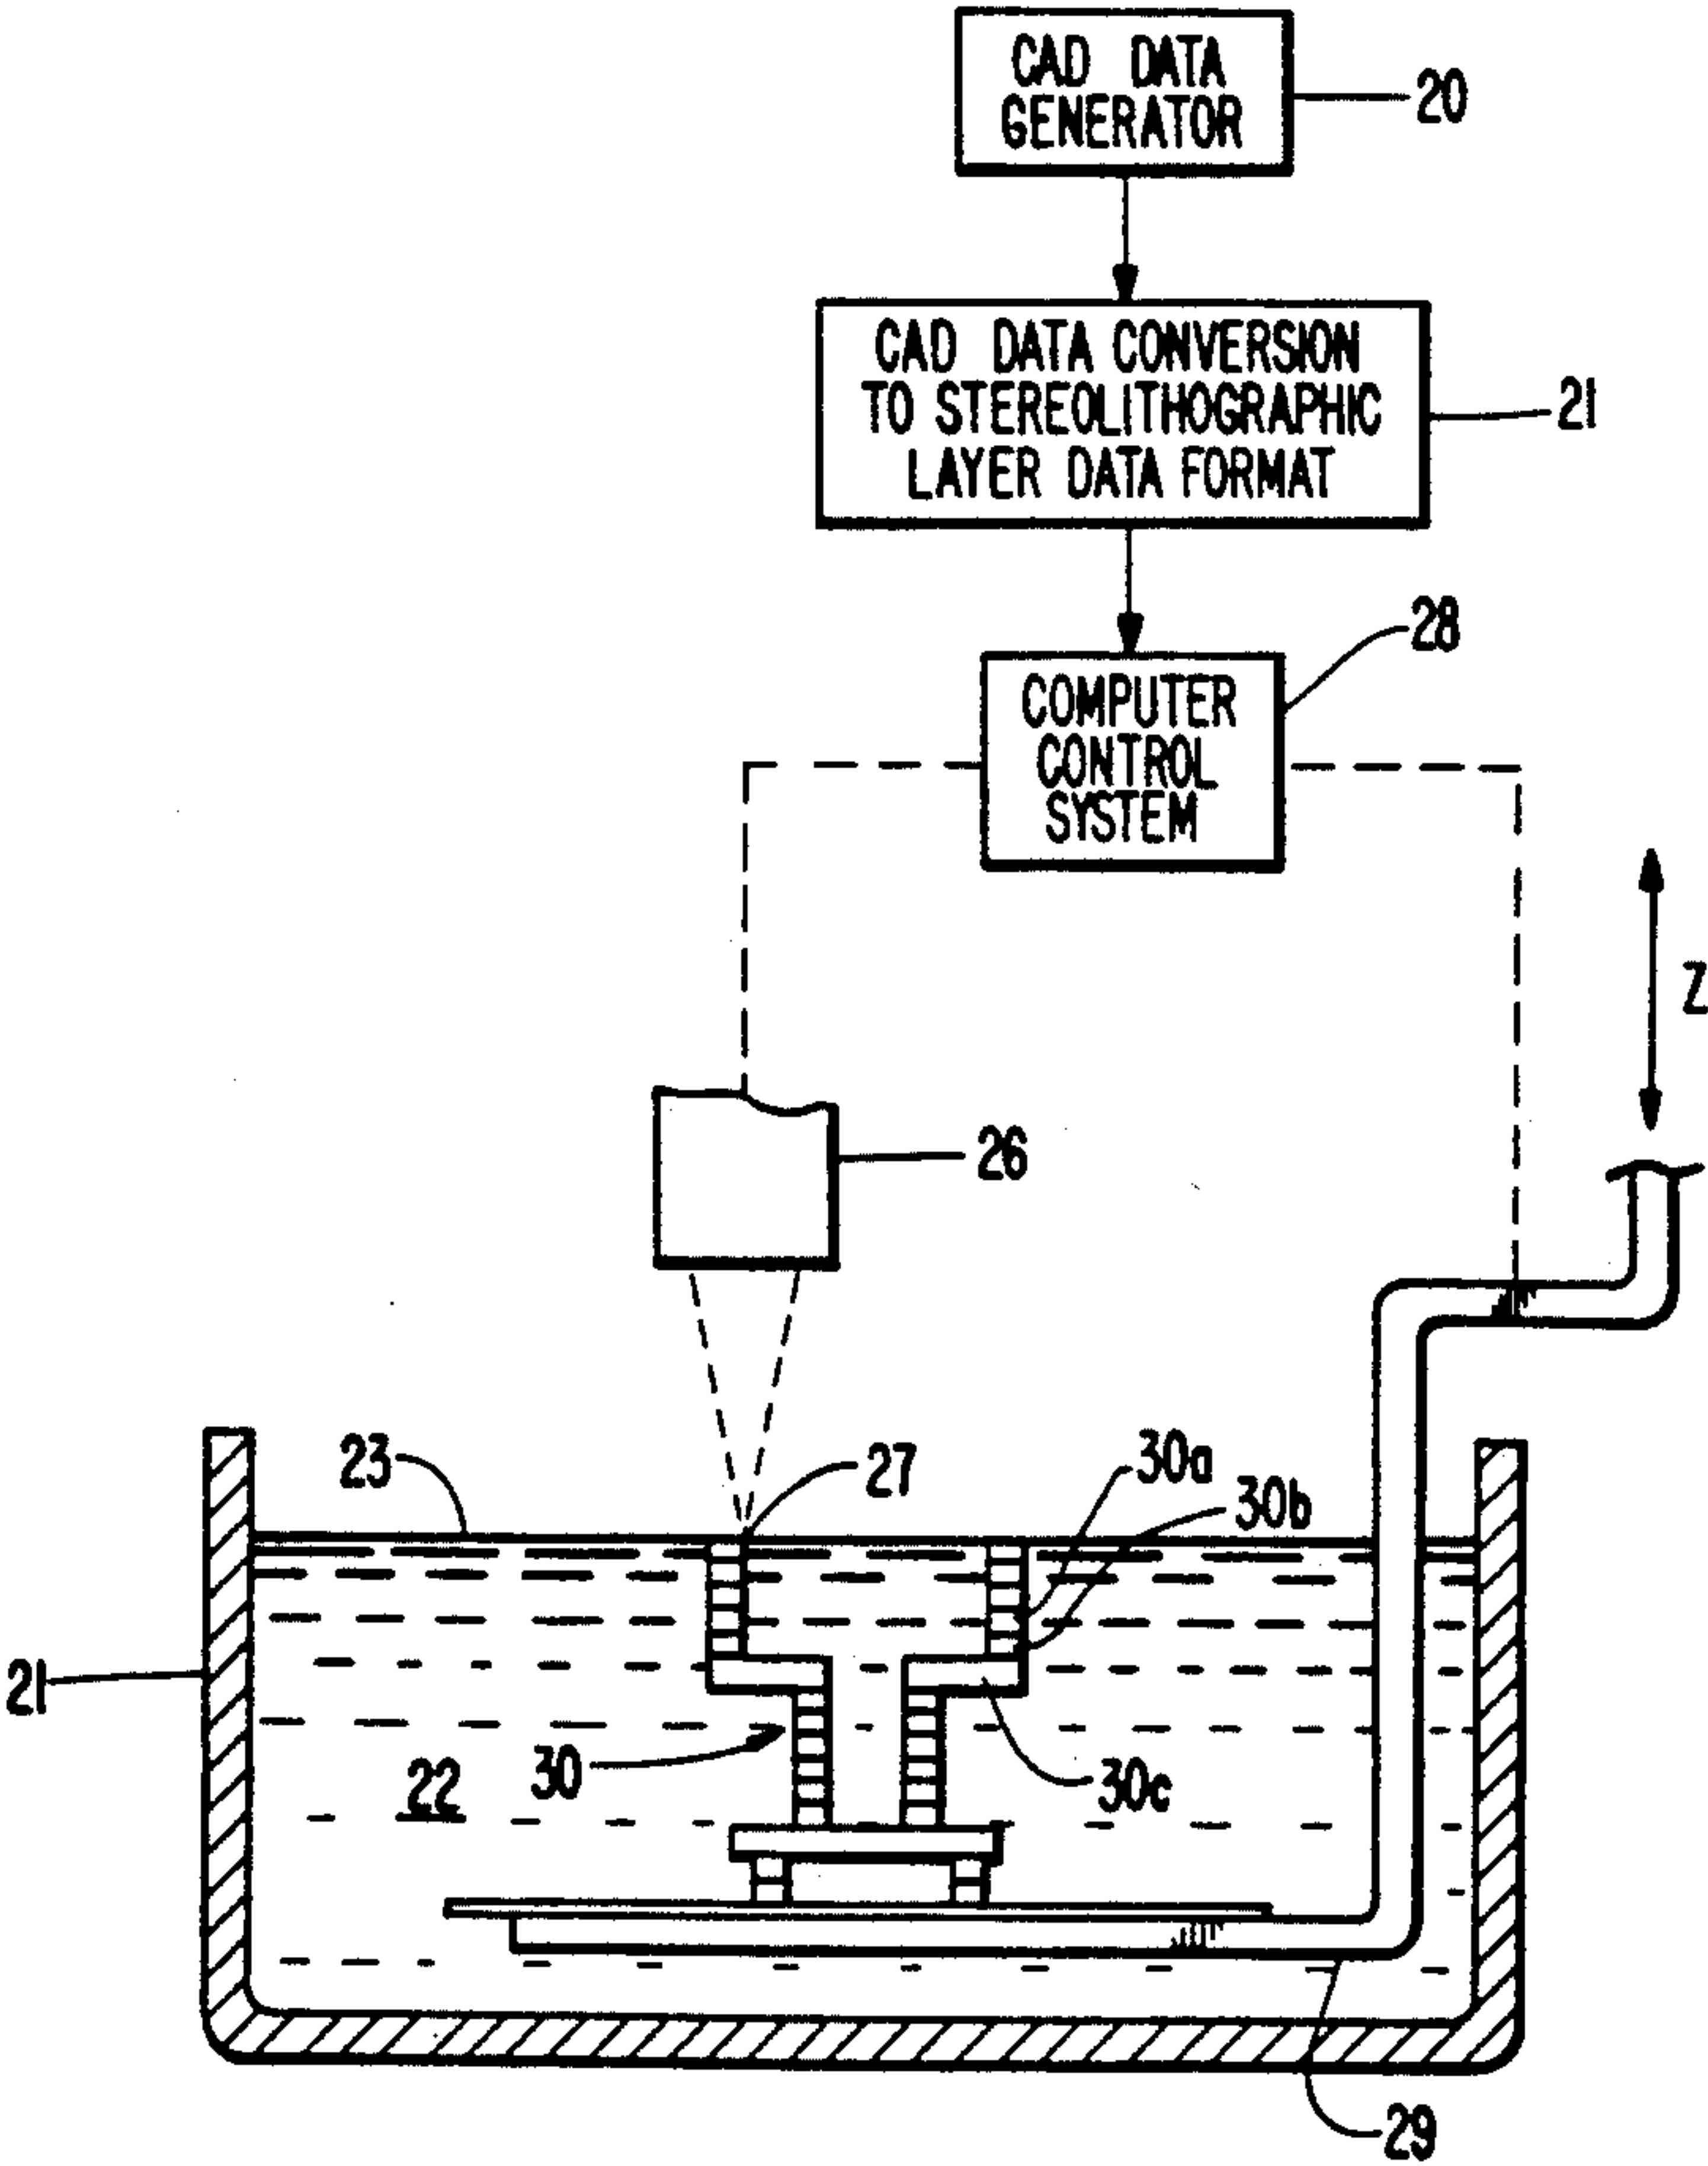 CAD DATA
GENERATOR
20
CAD DATA CONVERSION
TO STEREOLITHOGRAPHIC
LAYER DATA FORMAT
21
28
COMPUTER
CONTROL
SYSTEM
Z
26
23
27
30a
30b
21
30
22
30c
29